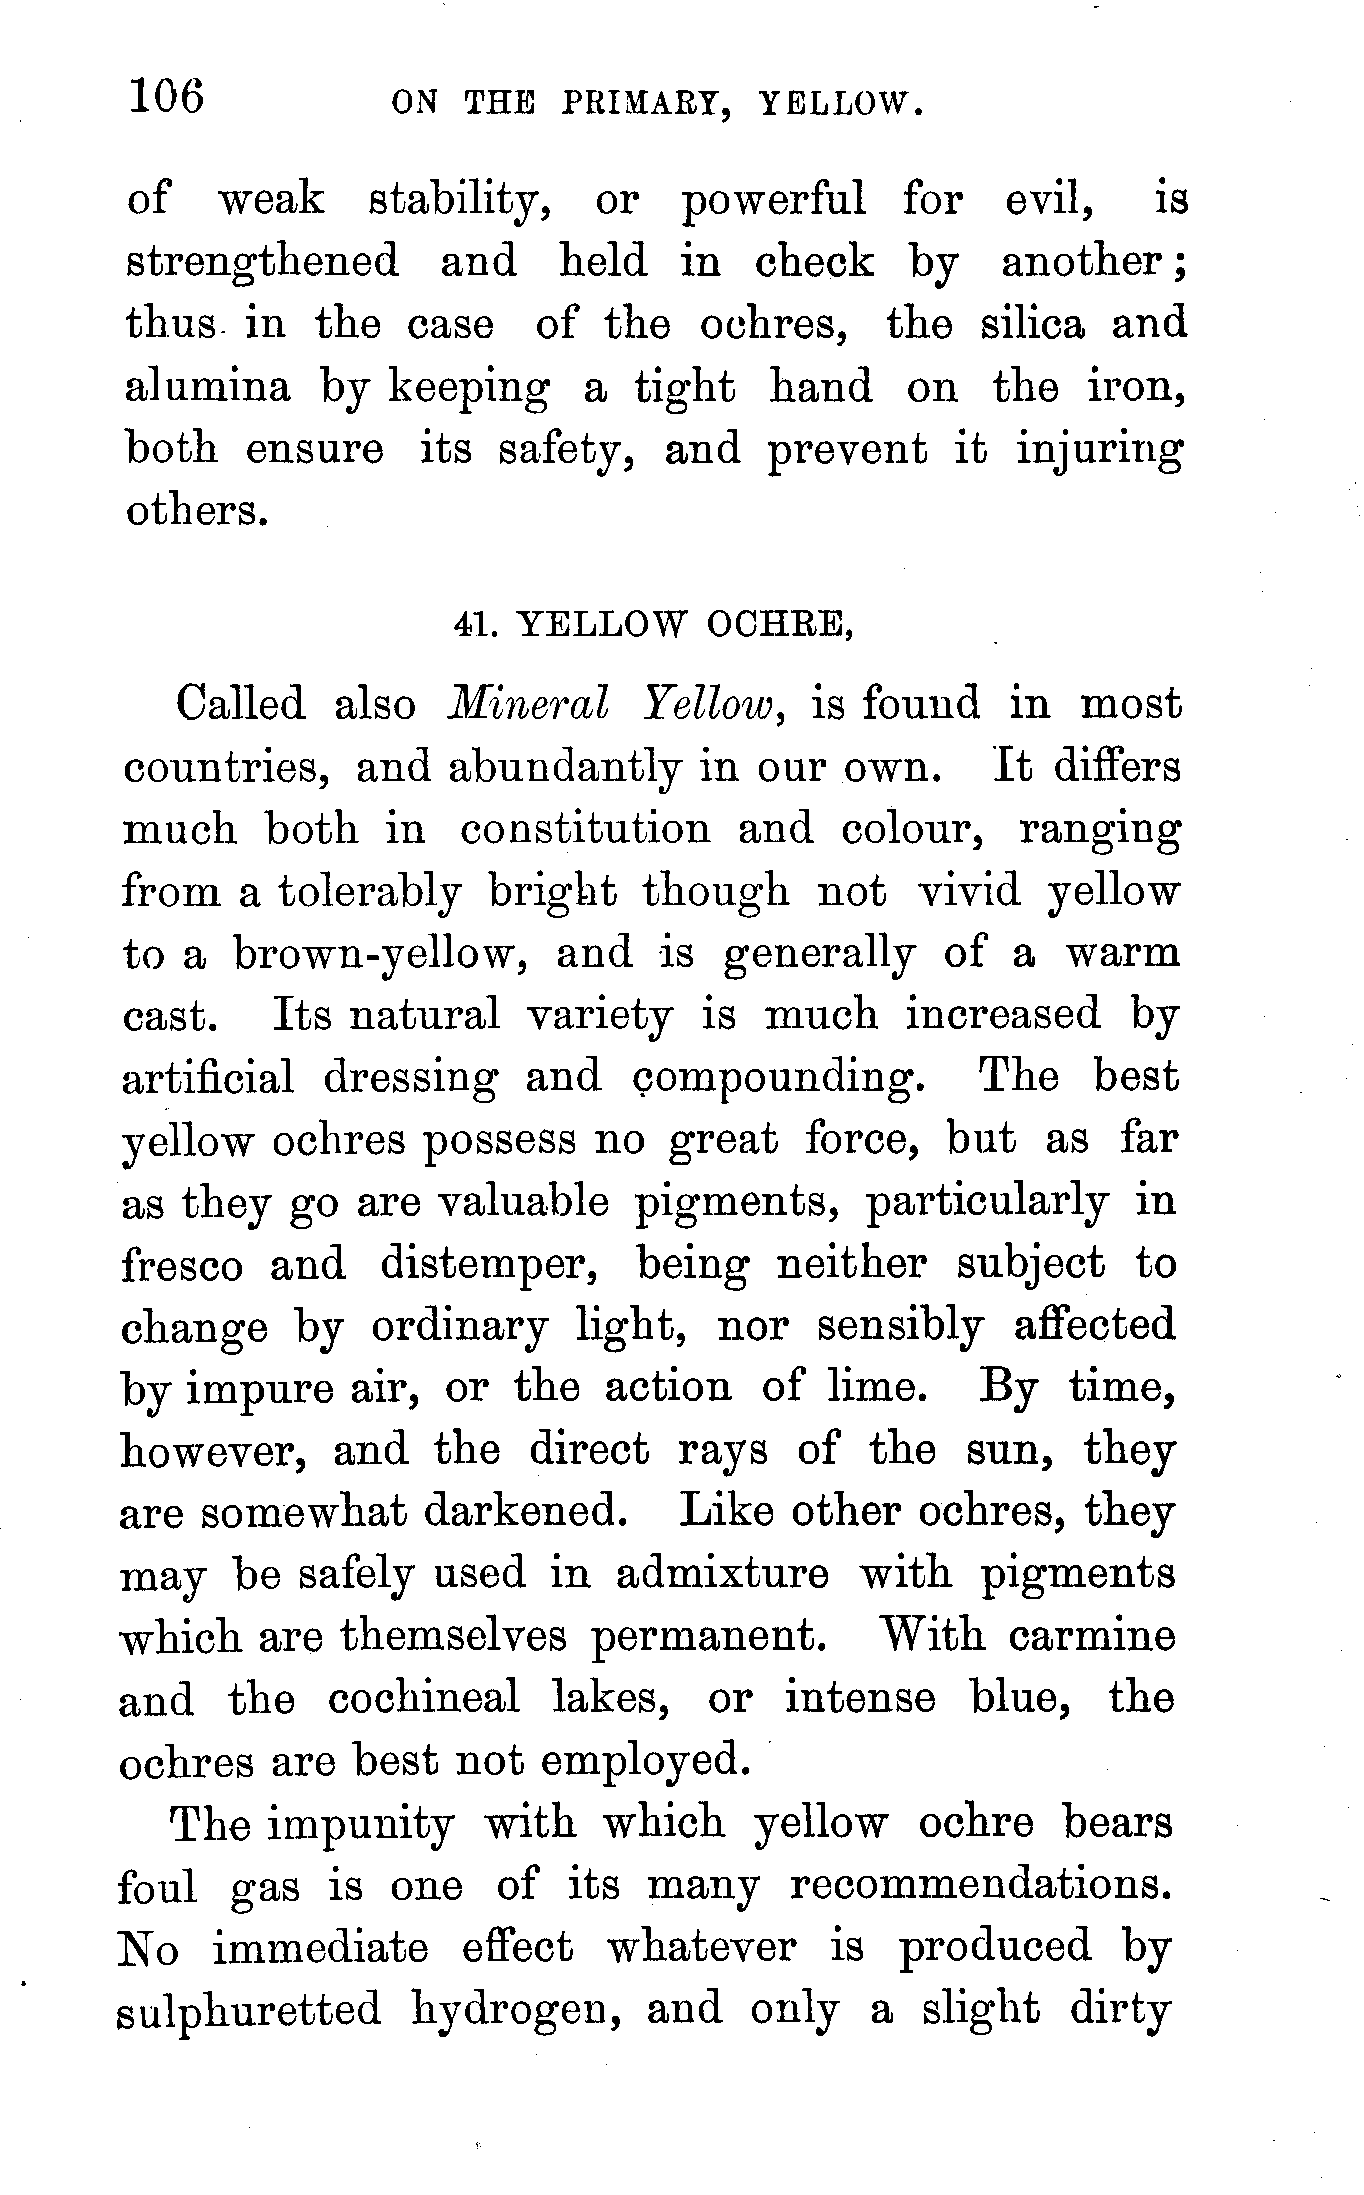 106 ON THE PRIMARY, YELLOW.
of weak stability, or powerful for evil, is
strengthened and held in check by another;
thus in the case of the ochres, the silica and
alumina by keeping a tight hand on the iron,
both ensure its safety, and prevent it injuring
others.
41. YELLOW OCHRE,
Called also Mineral Yellow, is found in most
countries, and abundantly in our own. It differs
much both in constitution and colour, ranging
from a tolerably bright though not vivid yellow
to a brown-yellow, and is generally of a warm
cast. Its natural variety is much increased by
artificial dressing and compounding. The best
yellow ochres possess no great force, but as far
as they go are valuable pigments, particularly in
fresco and distemper, being neither subject to
change by ordinary light, nor sensibly affected
by impure air, or the action of lime. By time,
however, and the direct rays of the sun, they
are somewhat darkened. Like other ochres, they
may be safely used in admixture with pigments
which are themselves permanent. With carmine
and the cochineal lakes, or intense blue, the
ochres are best not employed.
The impunity with which yellow ochre bears
foul gas is one of its many recommendations.
No immediate effect whatever is produced by
sulphuretted hydrogen, and only a slight dirty